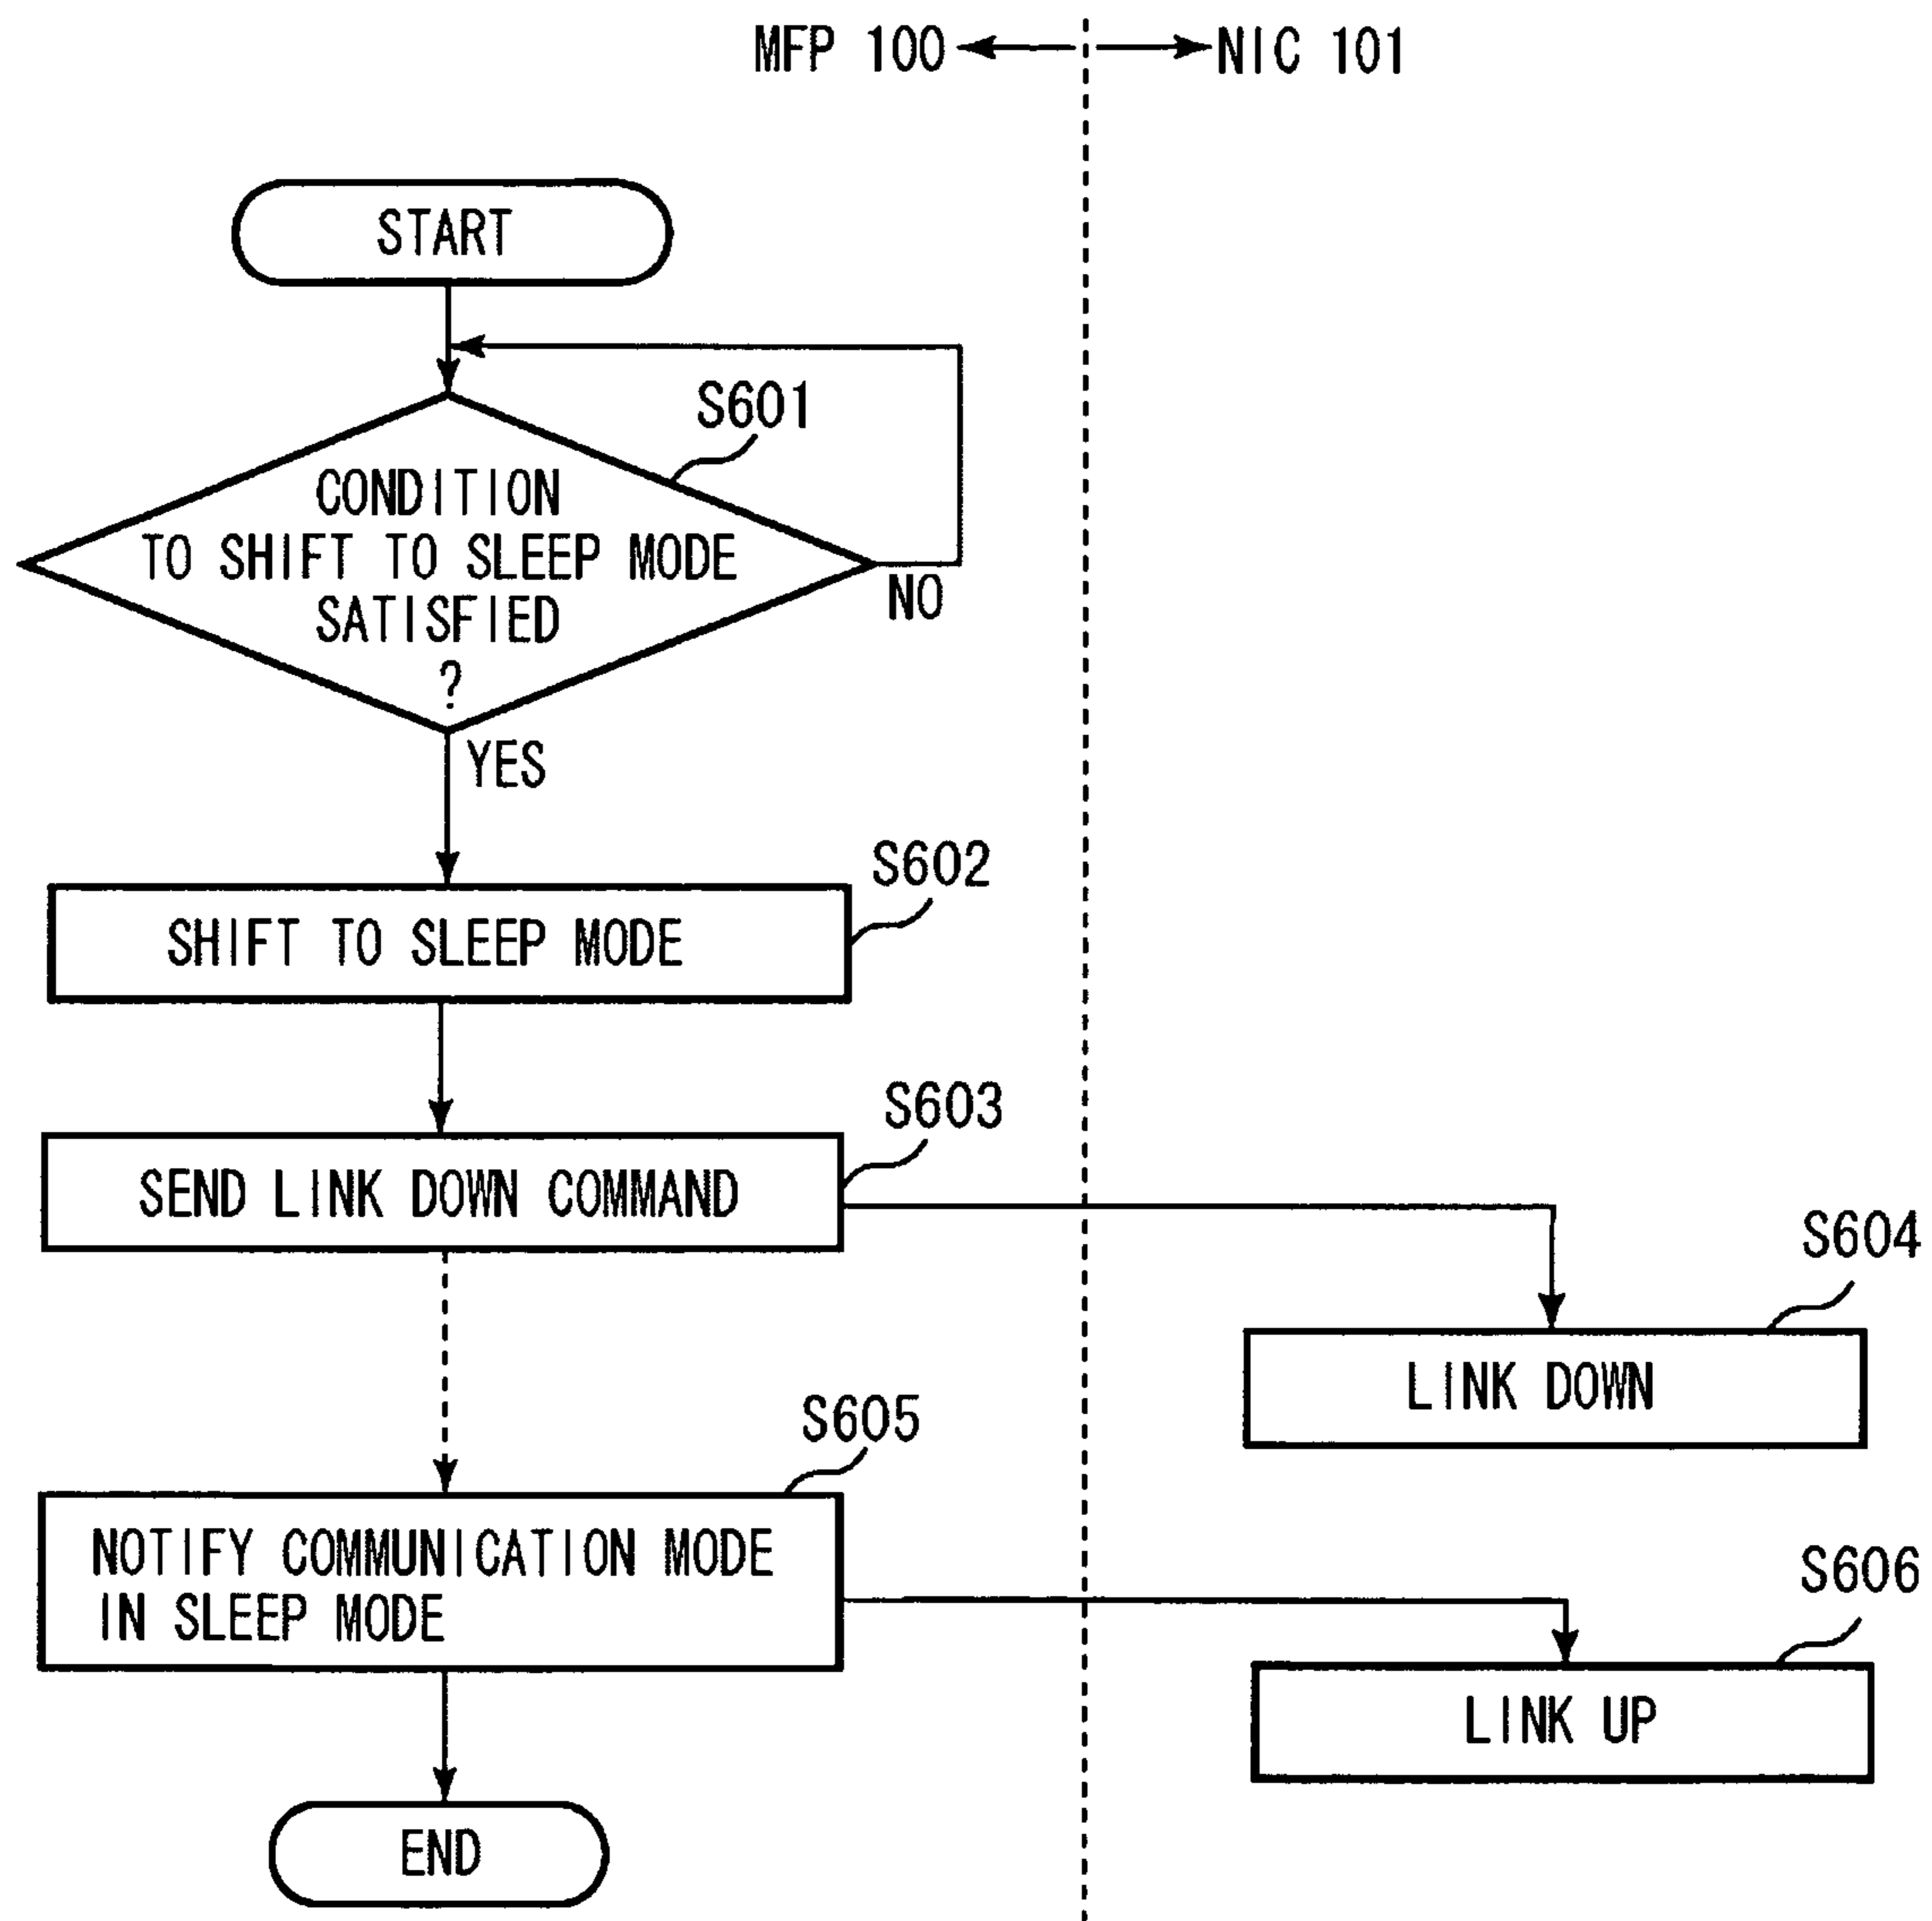 MFP 100
NIC 101
START
S601
CONDITION
TO SHIFT TO SLEEP MODE
SATISFIED
?
NO
YES
S602
SHIFT TO SLEEP MODE
S603
SEND LINK DOWN COMMAND
S604
LINK DOWN
S605
NOTIFY COMMUNICATION MODE
IN SLEEP MODE
S606
LINK UP
END